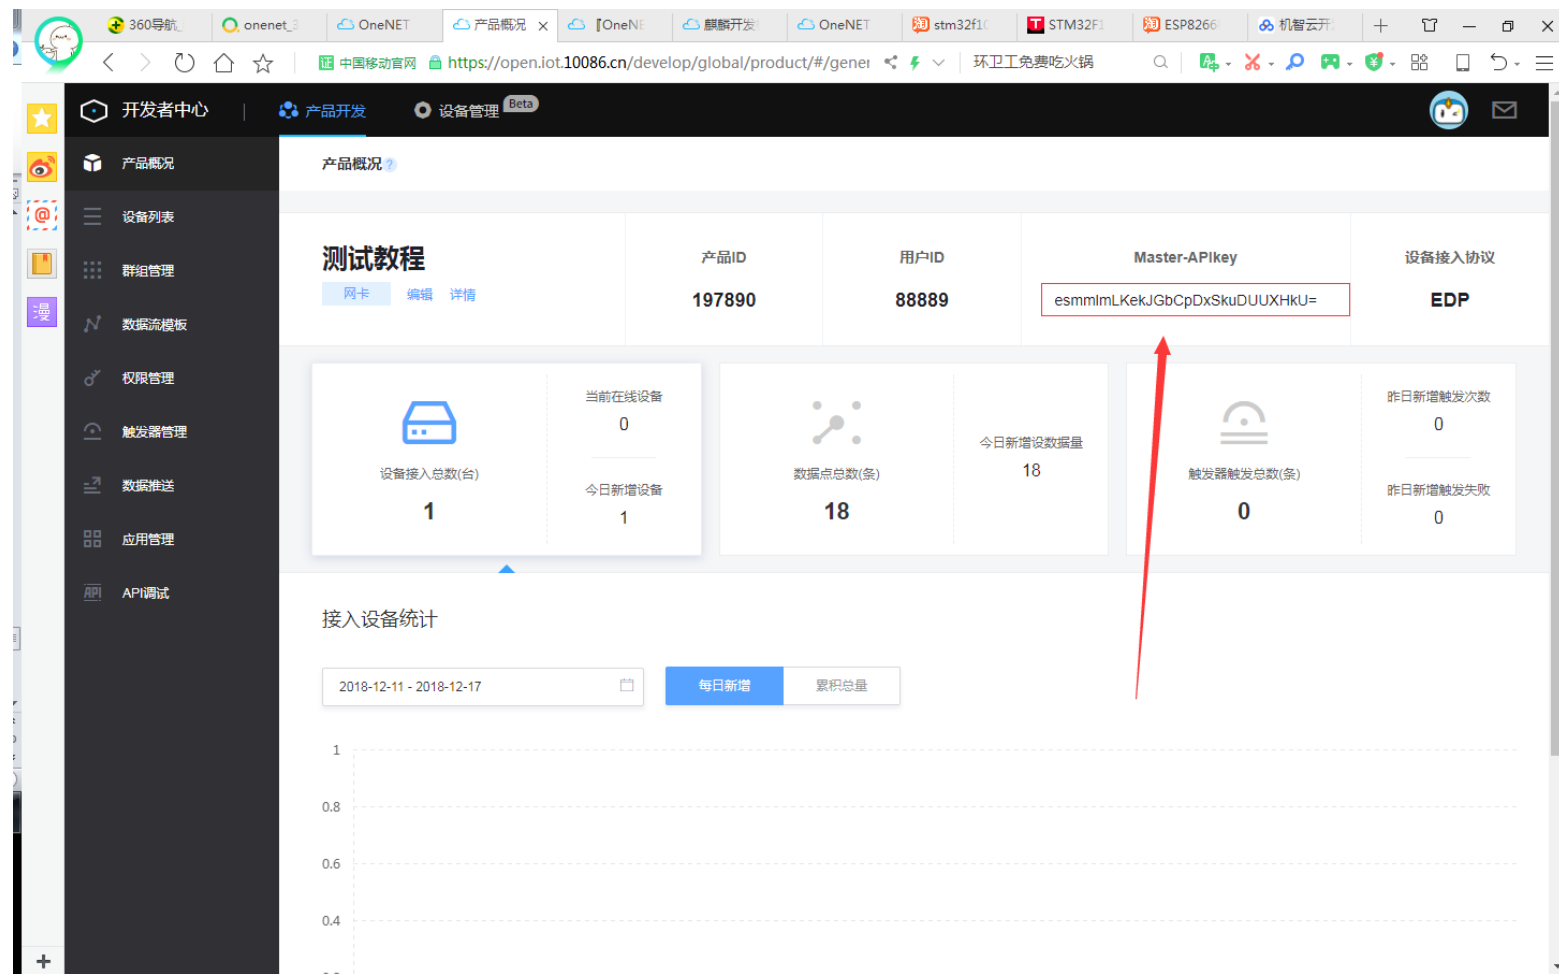 360导航_
onenet_3
OneNET
产品概况
『OneNE
麒麟开发
OneNET
stm32f10
STM32F1
ESP8266
机智云开
证 中国移动官网 https://open.iot.10086.cn/develop/global/product/#/gener
环卫工免费吃火锅
开发者中心
产品开发
设备管理 Beta
产品概况
设备列表
群组管理
数据流模板
权限管理
触发器管理
数据推送
应用管理
API API调试
漫
产品概况 ?
测试教程
网卡 编辑 详情
产品ID
197890
用户ID
88889
Master-APIkey
esmmlmLKekJGbCpDxSkuDUUXHkU=
设备接入协议
EDP
设备接入总数(台)
1
当前在线设备
0
今日新增设备
1
数据点总数(条)
18
今日新增设数据量
18
触发器触发总数(条)
0
昨日新增触发次数
0
昨日新增触发失败
0
接入设备统计
2018-12-11 - 2018-12-17
每日新增
累积总量
1
0.8
0.6
0.4